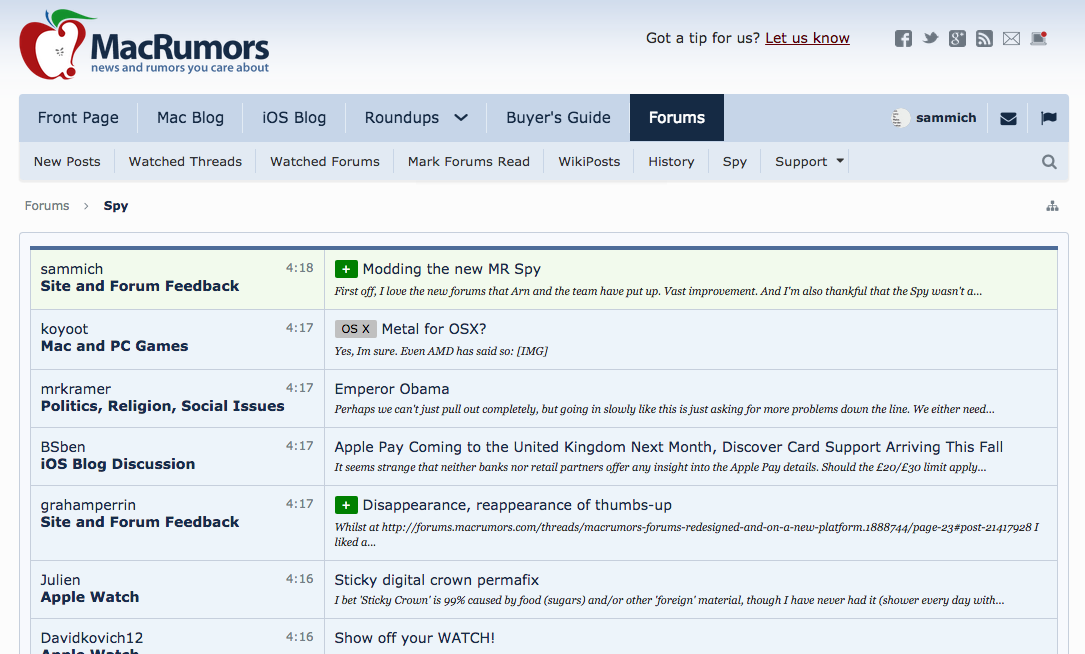 MacRumors
news and rumors you care about
Got a tip for us? Let us know
Front Page Mac Blog iOS Blog Roundups Buyer's Guide Forums sammich
New Posts Watched Threads Watched Forums Mark Forums Read WikiPosts History Spy Support
Forums > Spy
sammich 4:18
Site and Forum Feedback
+ Modding the new MR Spy
First off, I love the new forums that Arn and the team have put up. Vast improvement. And I'm also thankful that the Spy wasn't a...
koyoot 4:17
Mac and PC Games
OS X Metal for OSX?
Yes, Im sure. Even AMD has said so: [IMG]
mrkramer 4:17
Politics, Religion, Social Issues
Emperor Obama
Perhaps we can't just pull out completely, but going in slowly like this is just asking for more problems down the line. We either need...
BSben 4:17
iOS Blog Discussion
Apple Pay Coming to the United Kingdom Next Month, Discover Card Support Arriving This Fall
It seems strange that neither banks nor retail partners offer any insight into the Apple Pay details. Should the £20/£30 limit apply...
grahamperrin 4:17
Site and Forum Feedback
+ Disappearance, reappearance of thumbs-up
Whilst at http://forums.macrumors.com/threads/macrumors-forums-redesigned-and-on-a-new-platform.1888744/page-23#post-21417928 I
liked a...
Julien 4:16
Apple Watch
Sticky digital crown permafix
I bet 'Sticky Crown' is 99% caused by food (sugars) and/or other 'foreign' material, though I have never had it (shower every day with...
Davidkovich12 4:16
Apple Watch
Show off your WATCH!